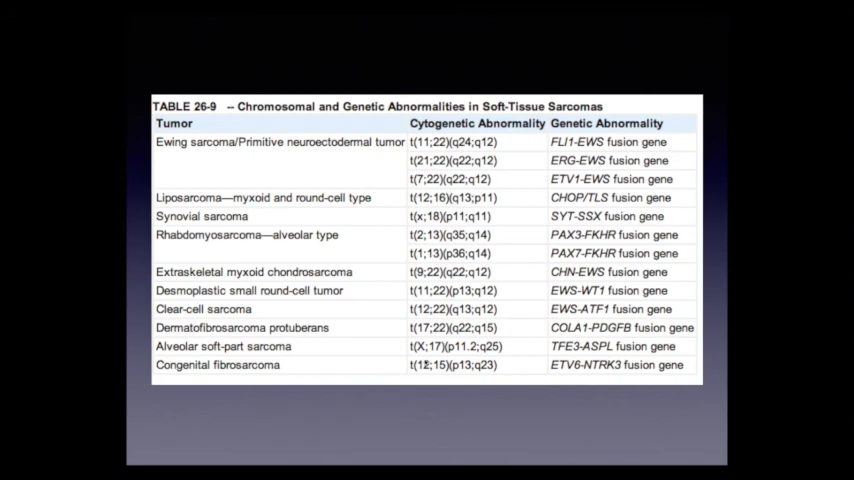 TABLE 26-9 -- Chromosomal and Genetic Abnormalities in Soft-Tissue Sarcomas
Tumor Cytogenetic Abnormality Genetic Abnormality
Ewing sarcoma/Primitive neuroectodermal tumor t(11;22)(q24;q12) FLI1-EWS fusion gene
t(21;22)(q22;q12) ERG-EWS fusion gene
t(7;22)(q22;q12) ETV1-EWS fusion gene
Liposarcoma—myxoid and round-cell type t(12;16)(q13;p11) CHOP/TLS fusion gene
Synovial sarcoma t(x;18)(p11;q11) SYT-SSX fusion gene
Rhabdomyosarcoma—alveolar type t(2;13)(q35;q14) PAX3-FKHR fusion gene
t(1;13)(p36;q14) PAX7-FKHR fusion gene
Extraskeletal myxoid chondrosarcoma t(9;22)(q22;q12) CHN-EWS fusion gene
Desmoplastic small round-cell tumor t(11;22)(p13;q12) EWS-WT1 fusion gene
Clear-cell sarcoma t(12;22)(q13;q12) EWS-ATF1 fusion gene
Dermatofibrosarcoma protuberans t(17;22)(q22;q15) COLA1-PDGFB fusion gene
Alveolar soft-part sarcoma t(X;17)(p11.2;q25) TFE3-ASPL fusion gene
Congenital fibrosarcoma t(12;15)(p13;q23) ETV6-NTRK3 fusion gene